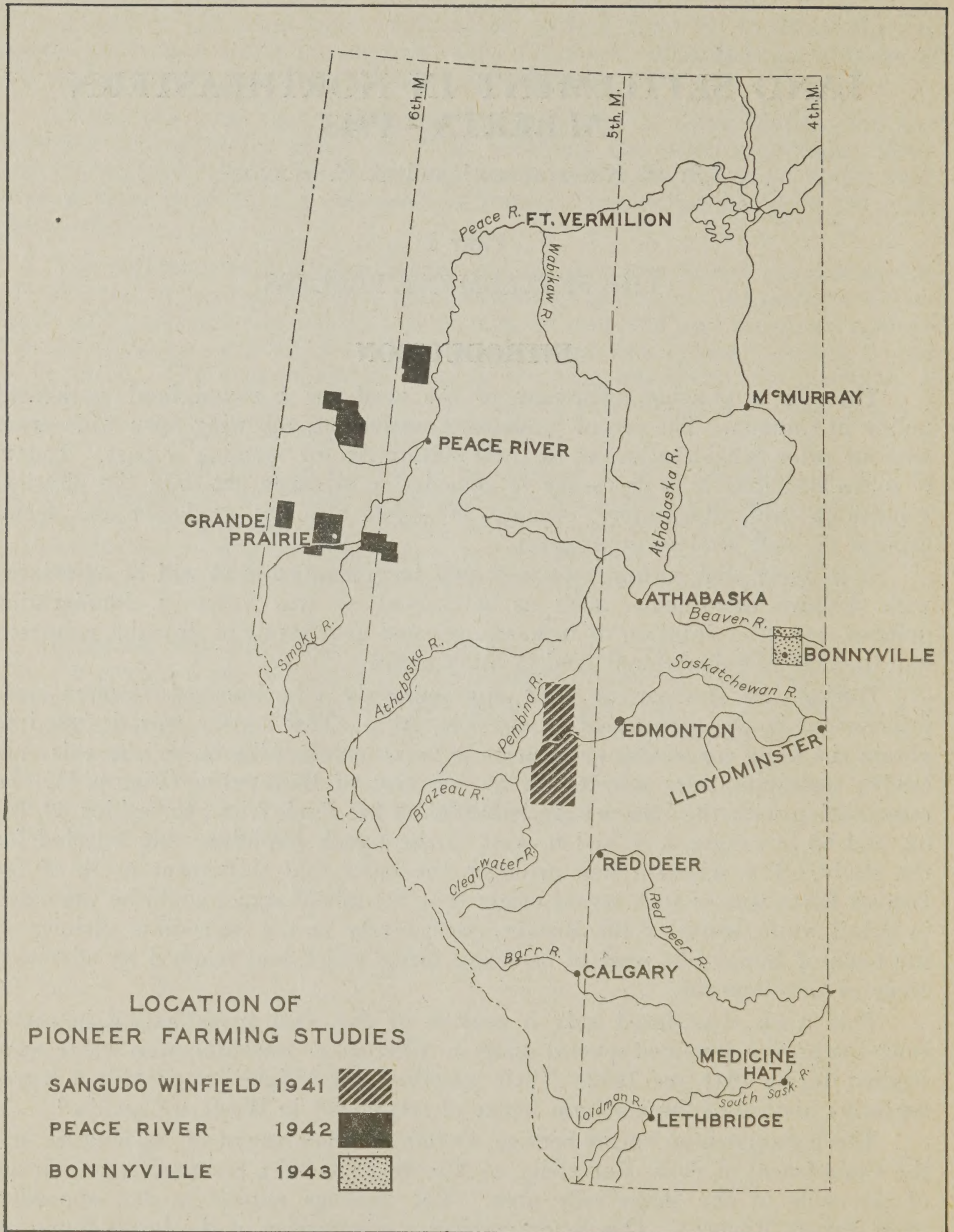 6th. M
5th. M.
4th. M.
Peace R.
FT. VERMILION
Wabikaw R.
McMURRAY
PEACE RIVER
Athabaska R.
GRANDE
PRAIRIE
Smoky R.
ATHABASKA
Beaver R.
BONNYVILLE
Athabaska R.
Pembina R.
Saskatchewan R.
EDMONTON
LLOYDMINSTER
Brazeau R.
Clearwater R.
RED DEER
Red Deer R.
Barr R.
CALGARY
MEDICINE
HAT
South Sask. R.
Oldman R.
LETHBRIDGE
LOCATION OF
PIONEER FARMING STUDIES
SANGUDO WINFIELD 1941
PEACE RIVER 1942
BONNYVILLE 1943